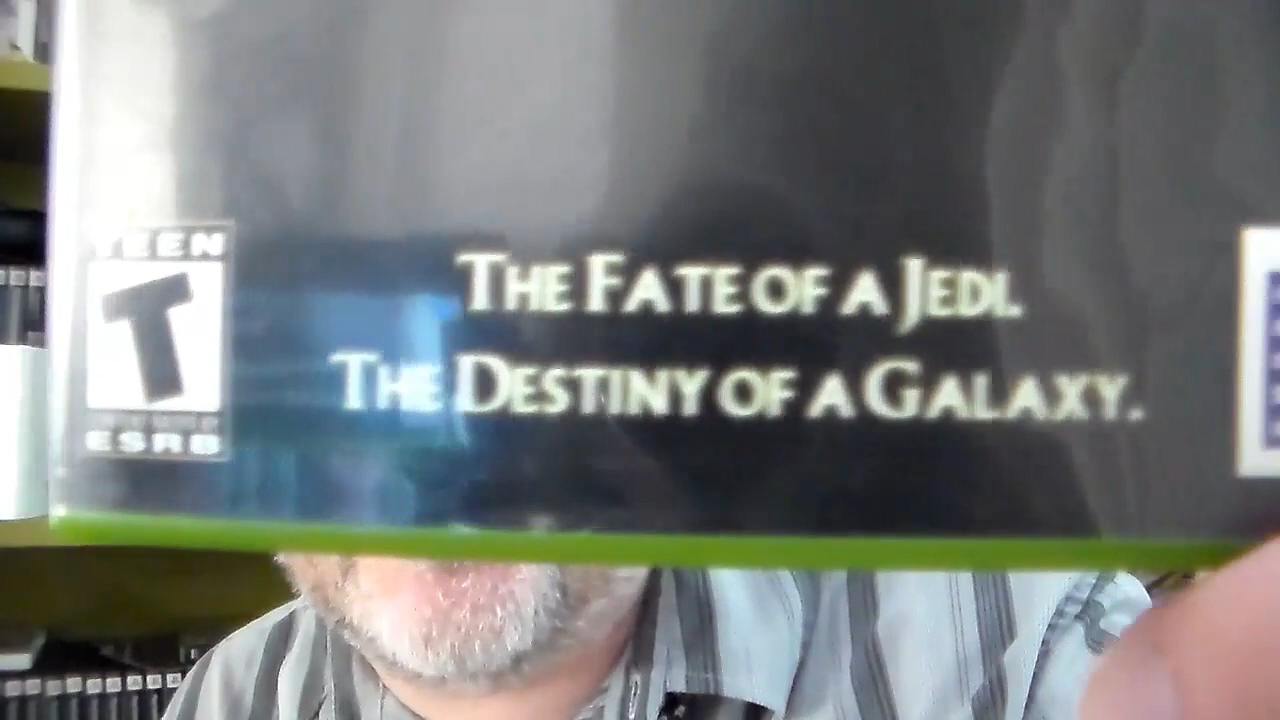 TEEN
T
ESRB
THE FATE OF A JEDI.
THE DESTINY OF A GALAXY.